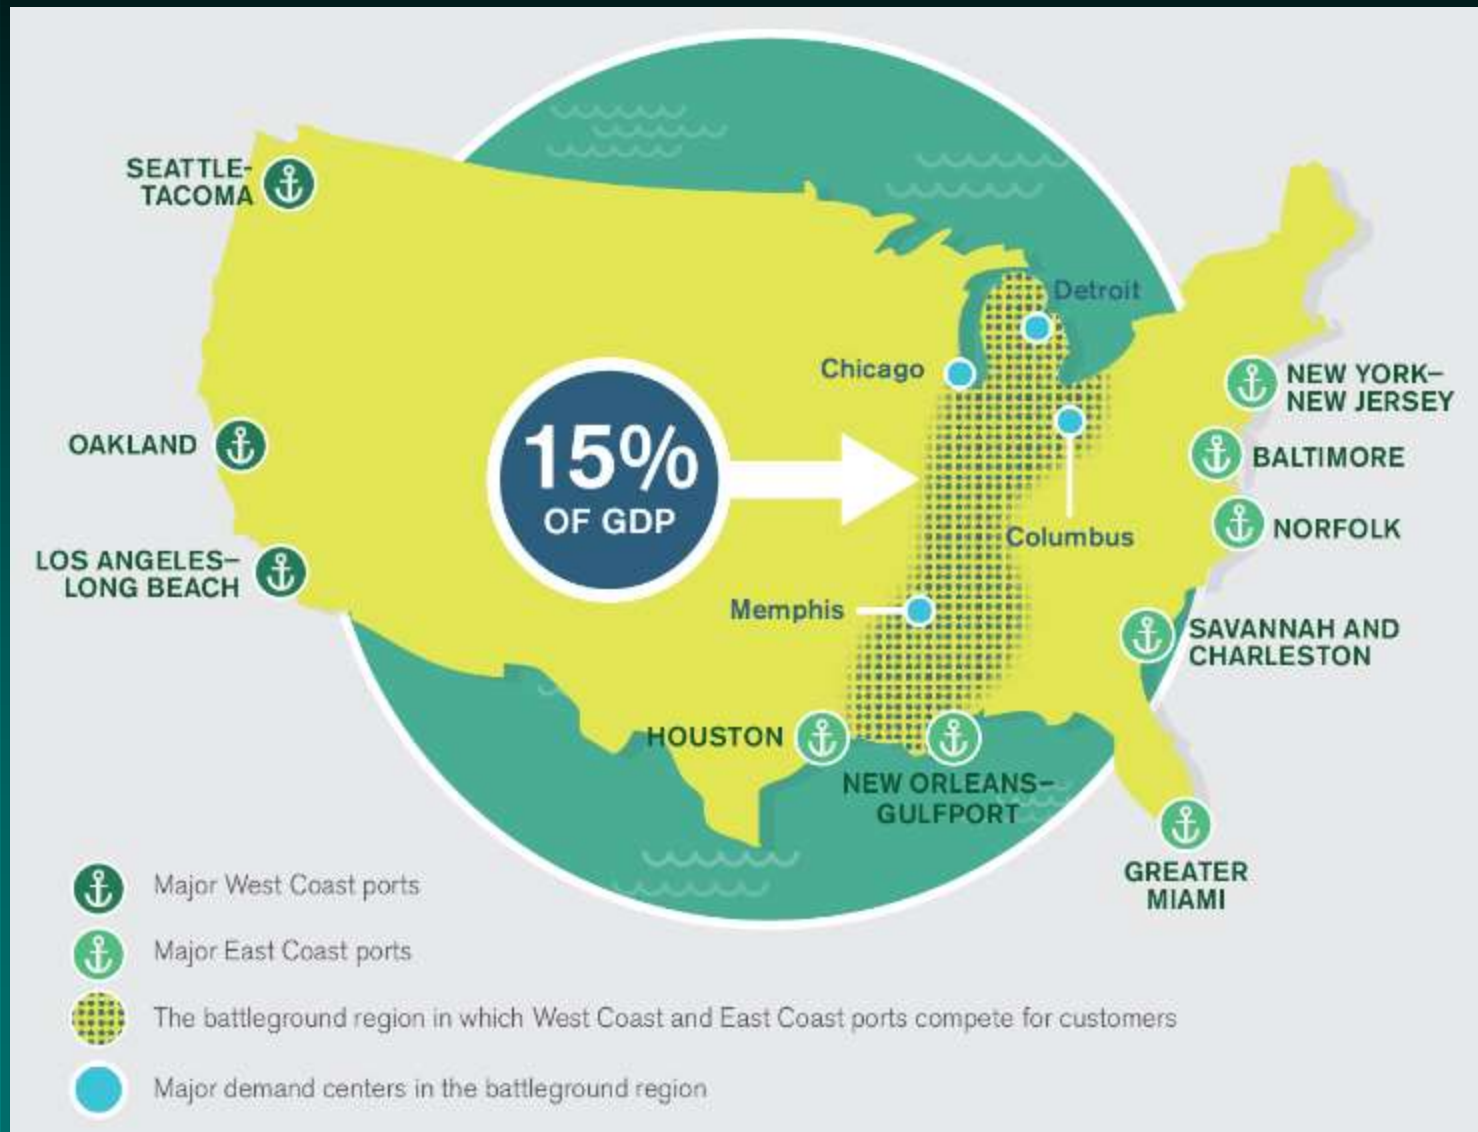 SEATTLE-
TACOMA
Detroit
Chicago
NEW YORK–
NEW JERSEY
15%
OF GDP
OAKLAND
BALTIMORE
NORFOLK
Columbus
LOS ANGELES–
LONG BEACH
Memphis
SAVANNAH AND
CHARLESTON
HOUSTON
NEW ORLEANS–
GULFPORT
GREATER
MIAMI
Major West Coast ports
Major East Coast ports
The battleground region in which West Coast and East Coast ports compete for customers
Major demand centers in the battleground region